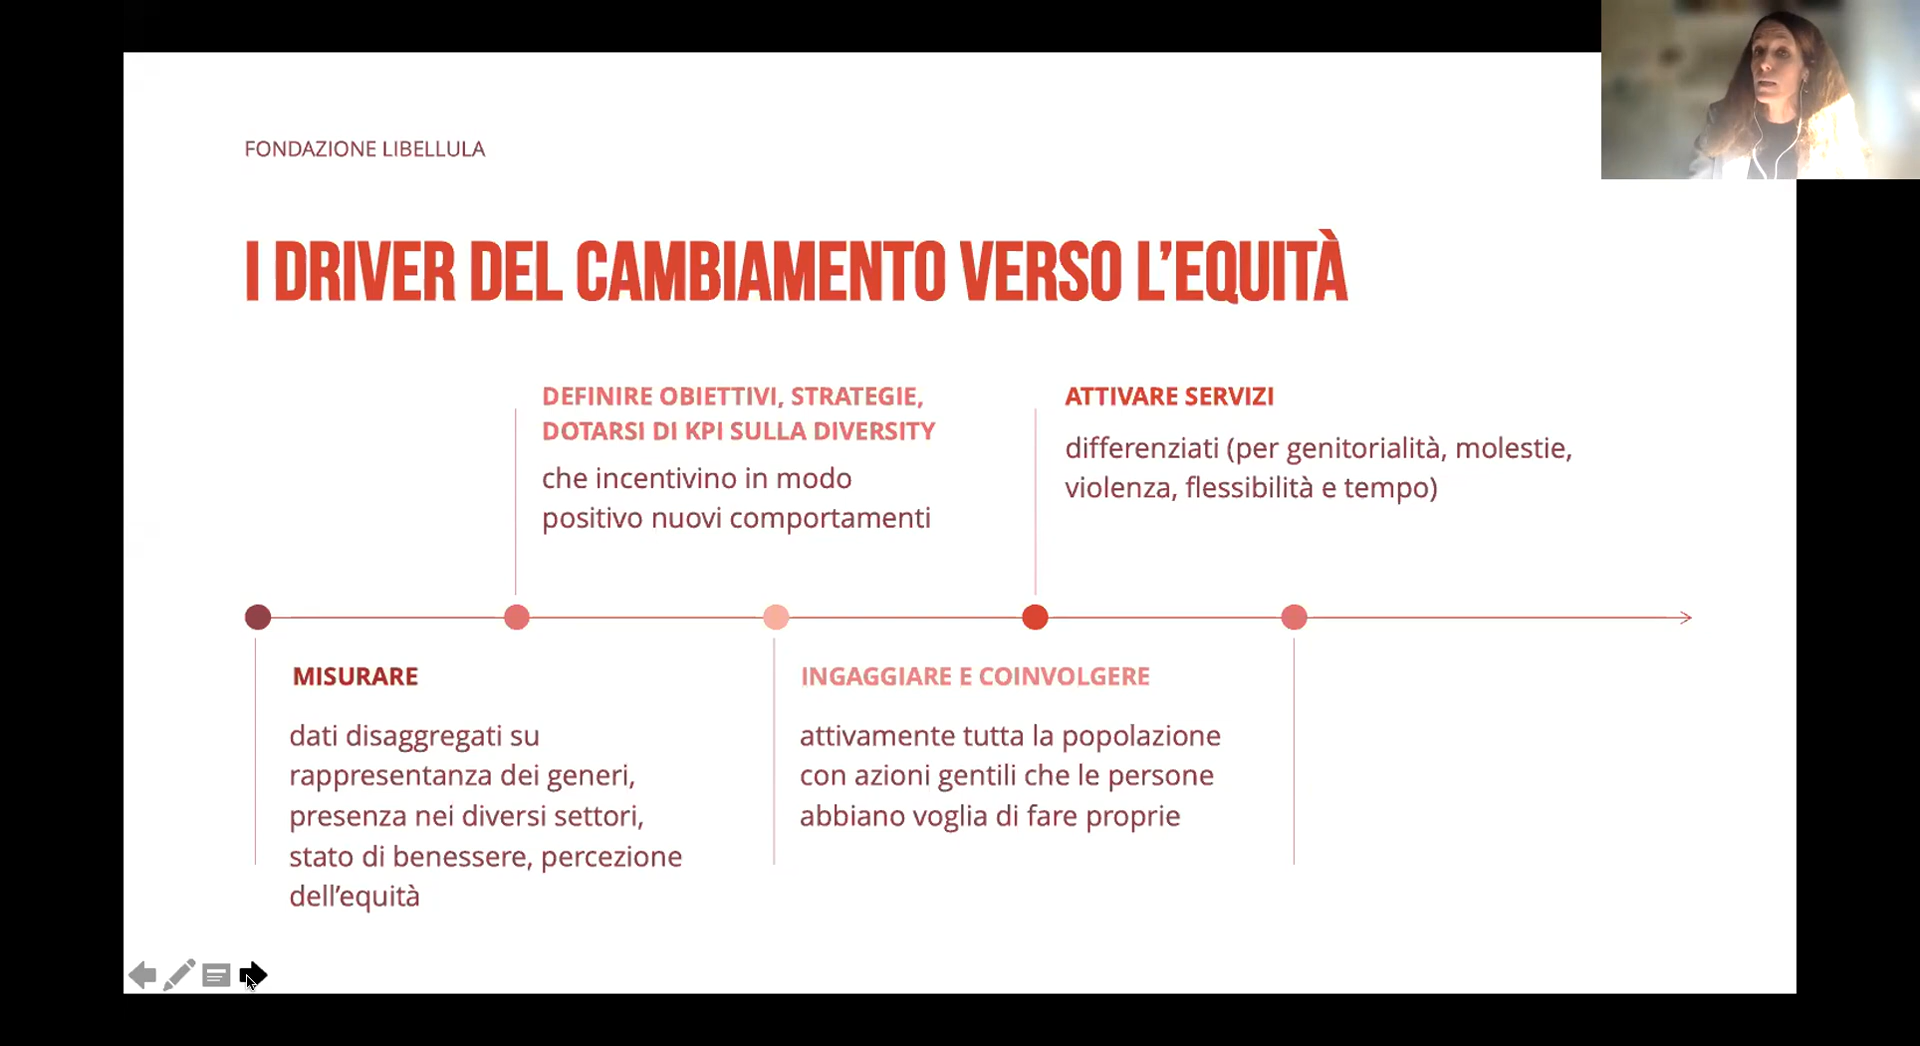 FONDAZIONE LIBELLULA
I DRIVER DEL CAMBIAMENTO VERSO L’EQUITÀ
DEFINIRE OBIETTIVI, STRATEGIE,
DOTARSI DI KPI SULLA DIVERSITY
che incentivino in modo
positivo nuovi comportamenti
ATTIVARE SERVIZI
differenziati (per genitorialità, molestie,
violenza, flessibilità e tempo)
MISURARE
dati disaggregati su
rappresentanza dei generi,
presenza nei diversi settori,
stato di benessere, percezione
dell’equità
INGAGGIARE E COINVOLGERE
attivamente tutta la popolazione
con azioni gentili che le persone
abbiano voglia di fare proprie